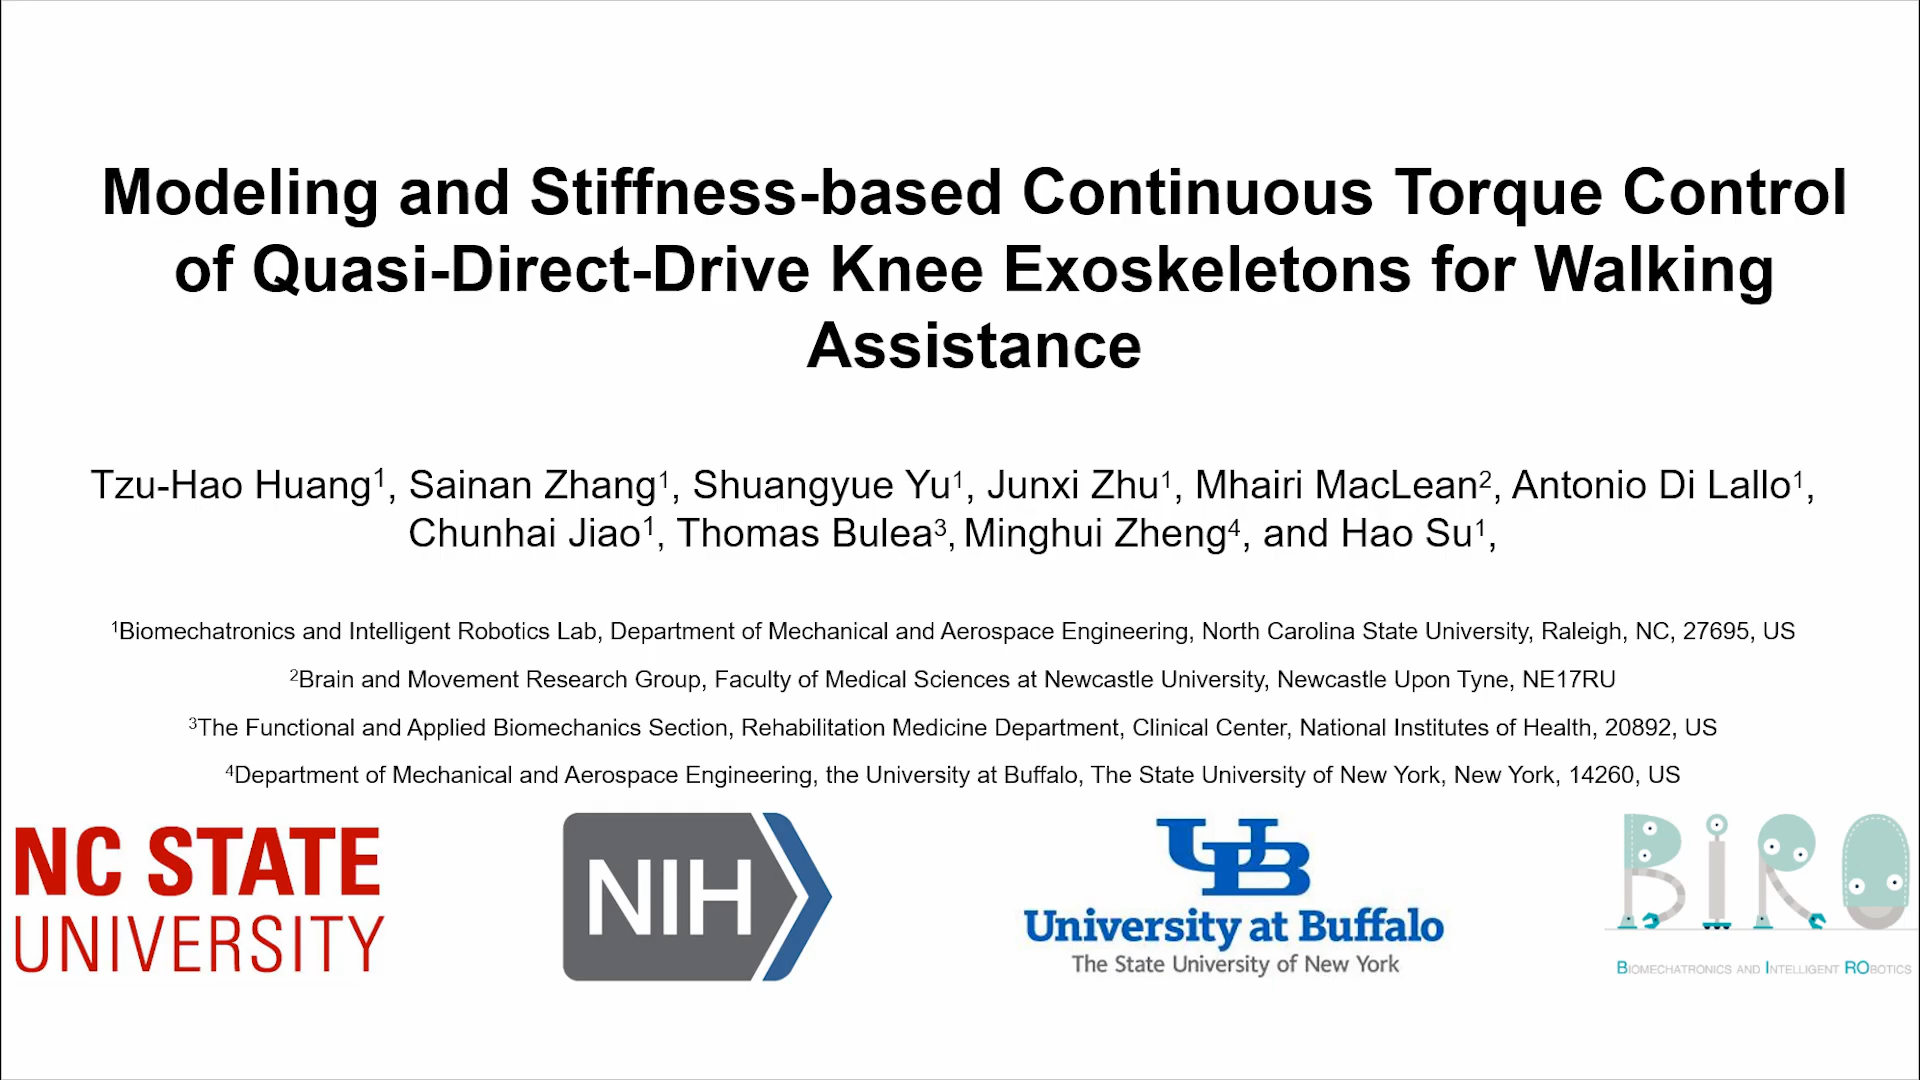 Modeling and Stiffness-based Continuous Torque Control
of Quasi-Direct-Drive Knee Exoskeletons for Walking
Assistance
Tzu-Hao Huang¹, Sainan Zhang¹, Shuangyue Yu¹, Junxi Zhu¹, Mhairi MacLean², Antonio Di Lallo¹,
Chunhai Jiao¹, Thomas Bulea³, Minghui Zheng⁴, and Hao Su¹,
¹Biomechatronics and Intelligent Robotics Lab, Department of Mechanical and Aerospace Engineering, North Carolina State University, Raleigh, NC, 27695, US
²Brain and Movement Research Group, Faculty of Medical Sciences at Newcastle University, Newcastle Upon Tyne, NE17RU
³The Functional and Applied Biomechanics Section, Rehabilitation Medicine Department, Clinical Center, National Institutes of Health, 20892, US
⁴Department of Mechanical and Aerospace Engineering, the University at Buffalo, The State University of New York, New York, 14260, US
NC STATE
UNIVERSITY
NIH
UB
University at Buffalo
The State University of New York
BIRO
BIOMECHATRONICS AND INTELLIGENT ROBOTICS